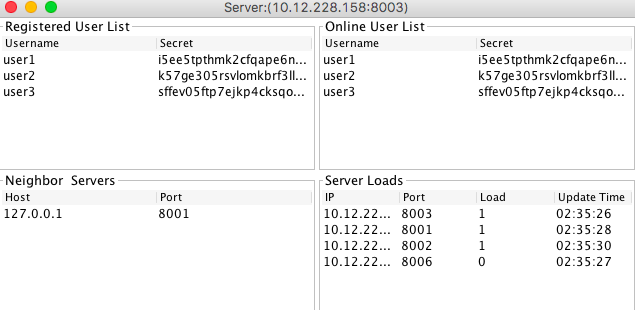 Server:(10.12.228.158:8003)
Registered User List
Username Secret
user1 i5ee5tpthmk2cfqape6n...
user2 k57ge305rsvlomkbrf3ll...
user3 sffev05ftp7ejkp4cksqo...
Online User List
Username Secret
user1 i5ee5tpthmk2cfqape6n...
user2 k57ge305rsvlomkbrf3ll...
user3 sffev05ftp7ejkp4cksqo...
Neighbor Servers
Host Port
127.0.0.1 8001
Server Loads
IP Port Load Update Time
10.12.22... 8003 1 02:35:26
10.12.22... 8001 1 02:35:28
10.12.22... 8002 1 02:35:30
10.12.22... 8006 0 02:35:27